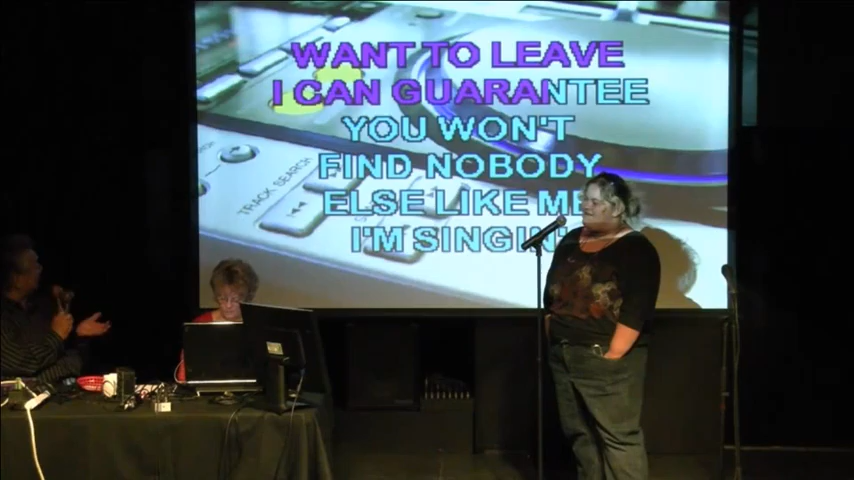 WANT TO LEAVE
I CAN GUARANTEE
YOU WON'T
FIND NOBODY
ELSE LIKE ME
I'M SINGIN'
TRACK SEARCH